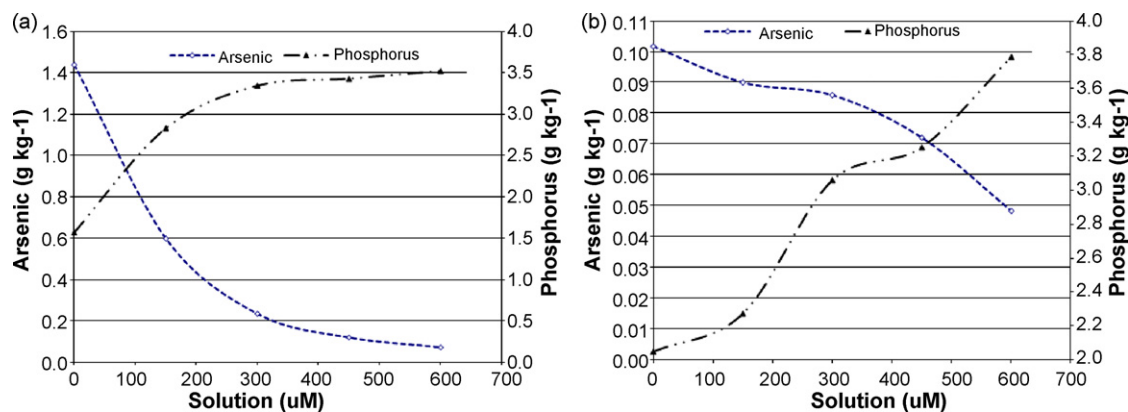 (a)
1.6
1.4
1.2
1.0
0.8
0.6
0.4
0.2
0.0
Arsenic (g kg-1)
Arsenic
Phosphorus
4.0
3.5
3.0
2.5
2.0
1.5
1.0
0.5
0.0
Phosphorus (g kg-1)
0 100 200 300 400 500 600 700
Solution (uM)
(b)
0.11
0.10
0.09
0.08
0.07
0.06
0.05
0.04
0.03
0.02
0.01
0.00
Arsenic (g kg-1)
Arsenic
Phosphorus
4.0
3.8
3.6
3.4
3.2
3.0
2.8
2.6
2.4
2.2
2.0
Phosphorus (g kg-1)
0 100 200 300 400 500 600 700
Solution (uM)